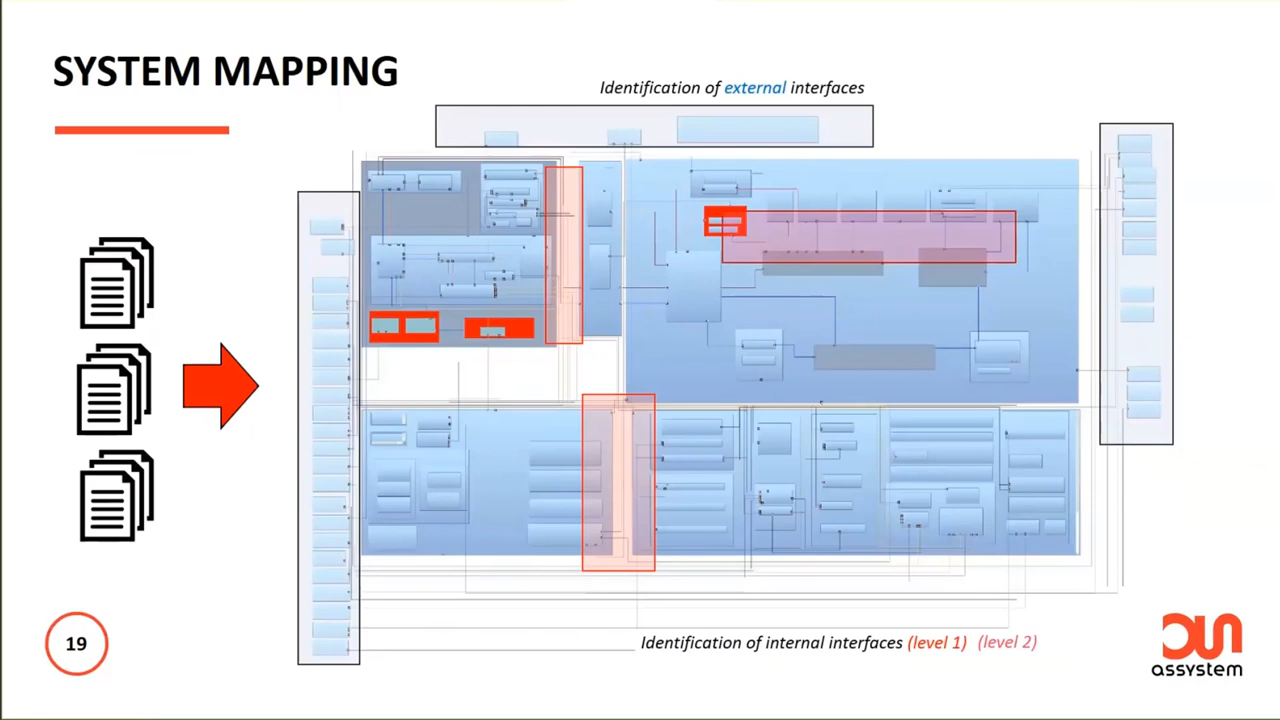 SYSTEM MAPPING
Identification of external interfaces
Identification of internal interfaces (level 1) (level 2)
19
assystem